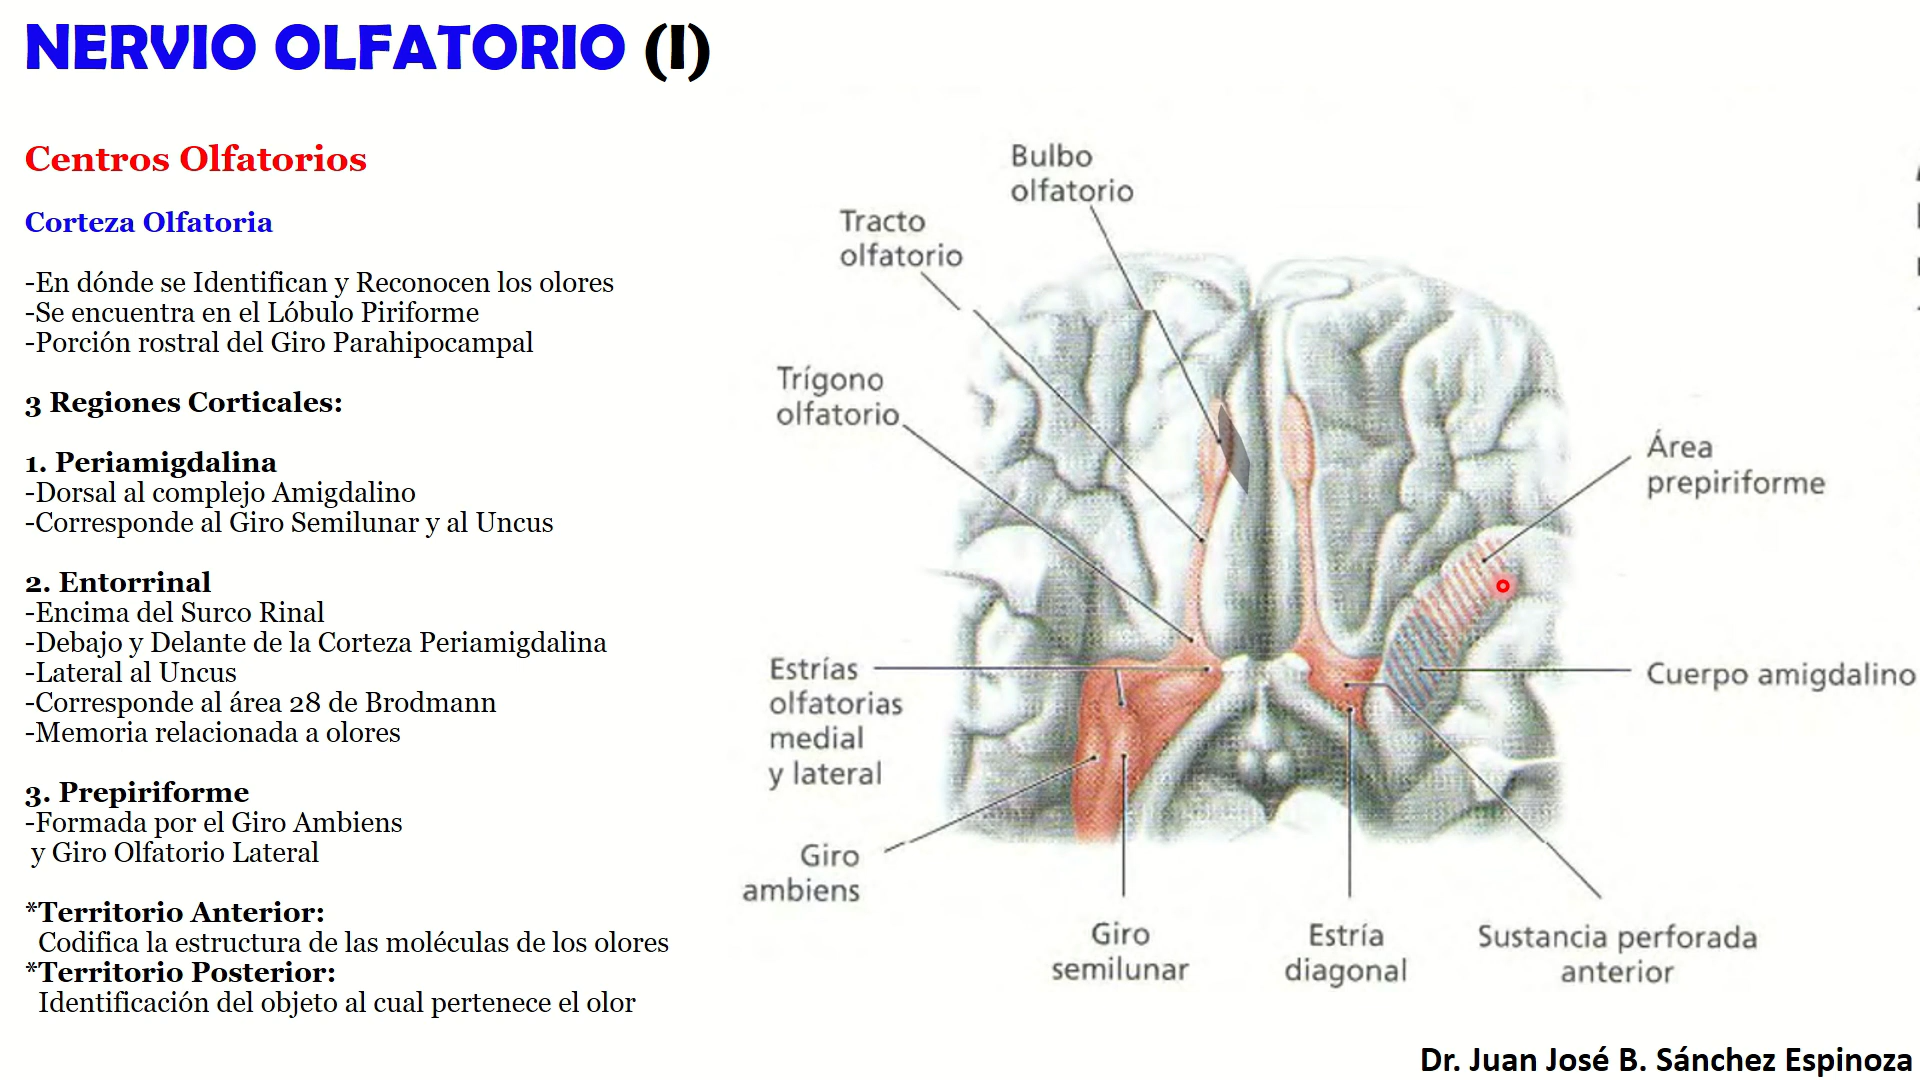 NERVIO OLFATORIO (I)
Centros Olfatorios
Corteza Olfatoria
-En dónde se Identifican y Reconocen los olores
-Se encuentra en el Lóbulo Piriforme
-Porción rostral del Giro Parahipocampal
3 Regiones Corticales:
1. Periamigdalina
-Dorsal al complejo Amigdalino
-Corresponde al Giro Semilunar y al Uncus
2. Entorrinal
-Encima del Surco Rinal
-Debajo y Delante de la Corteza Periamigdalina
-Lateral al Uncus
-Corresponde al área 28 de Brodmann
-Memoria relacionada a olores
3. Prepiriforme
-Formada por el Giro Ambiens
y Giro Olfatorio Lateral
*Territorio Anterior:
Codifica la estructura de las moléculas de los olores
*Territorio Posterior:
Identificación del objeto al cual pertenece el olor
Bulbo
olfatorio
Tracto
olfatorio
Trígono
olfatorio
Estrías
olfatorias
medial
y lateral
Giro
ambiens
Giro
semilunar
Estría
diagonal
Sustancia perforada
anterior
Área
prepiriforme
Cuerpo amigdalino
Dr. Juan José B. Sánchez Espinoza